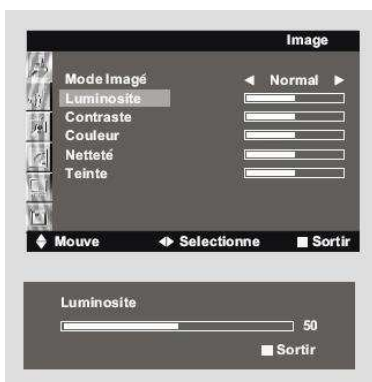 Image
Mode Imagé ◄ Normal ►
Luminosite
Contraste
Couleur
Netteté
Teinte
Mouve Selectionne Sortir
Luminosite
50
Sortir